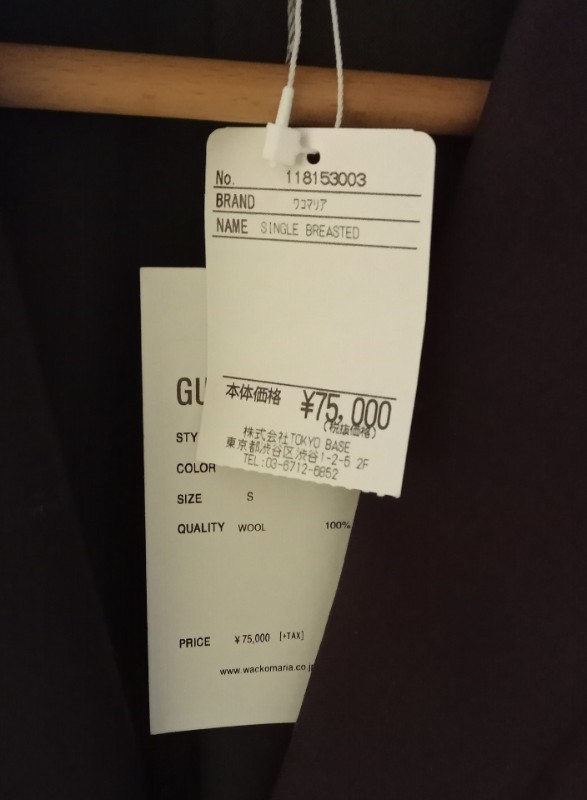 No. 118153003
BRAND ワコマリア
NAME SINGLE BREASTED
本体価格 ¥75,000
(税抜価格)
株式会社TOKYO BASE
東京都渋谷区渋谷1-2-5 2F
TEL:03-6712-6852
GU
STY
COLOR
SIZE S
QUALITY WOOL 100%
PRICE ¥75,000 [+TAX]
www.wackomaria.co.jp